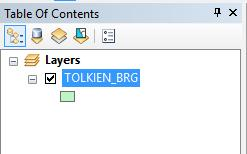 Table Of Contents
Layers
TOLKIEN_BRG